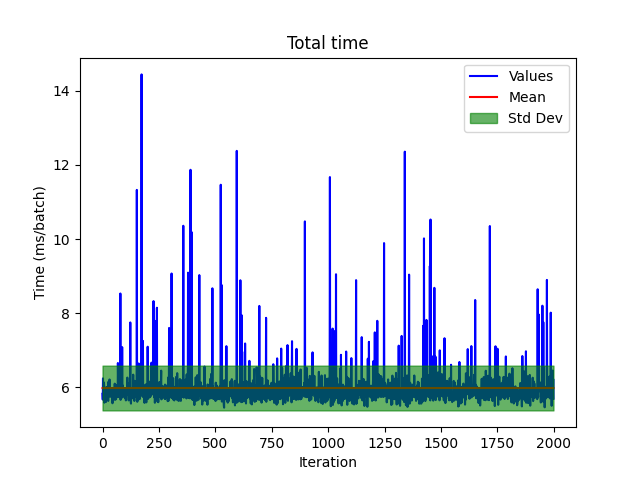 Total time
Values
Mean
Std Dev
Time (ms/batch)
14
12
10
8
6
0 250 500 750 1000 1250 1500 1750 2000
Iteration